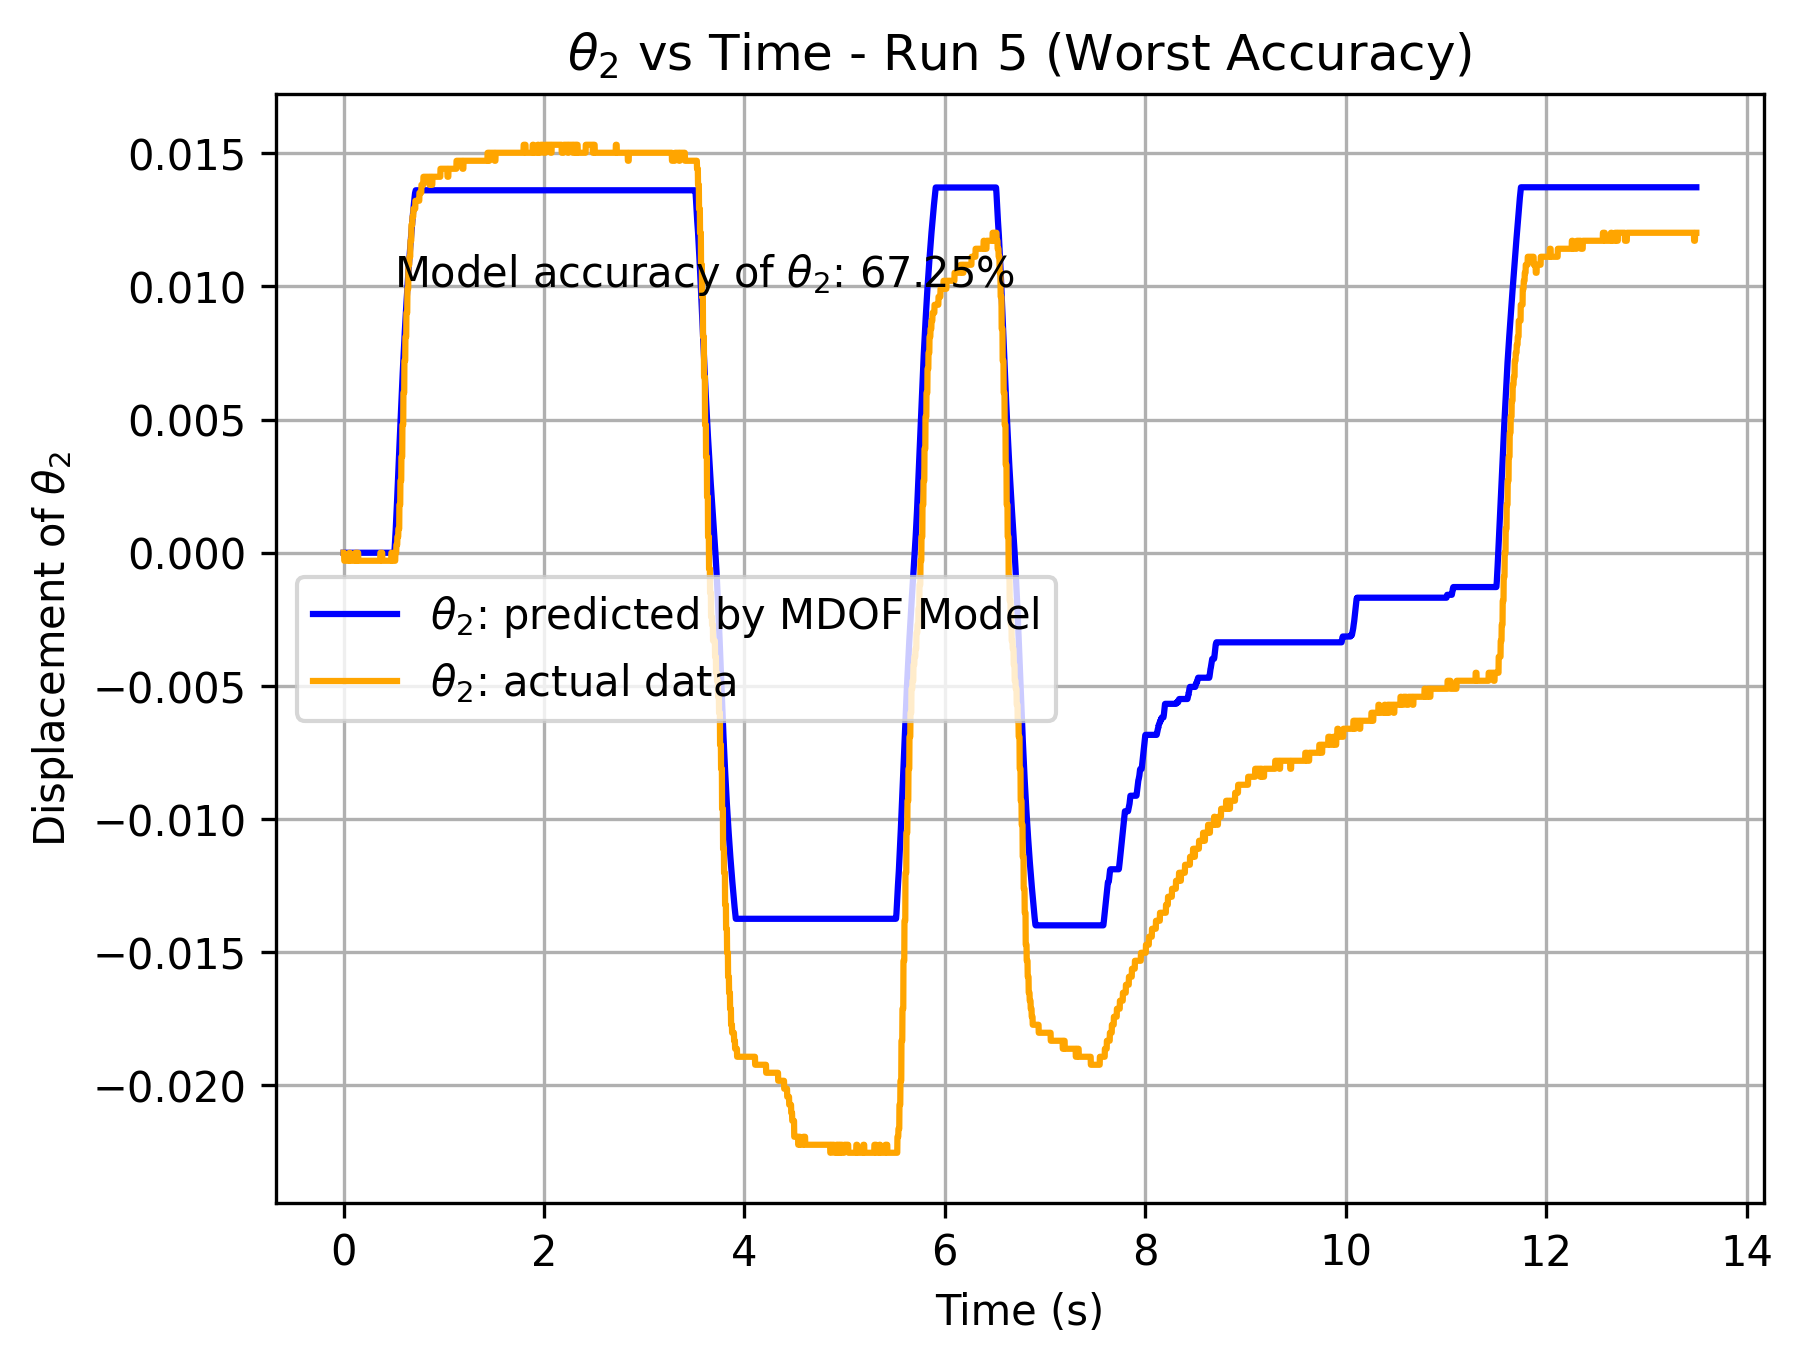 θ₂ vs Time - Run 5 (Worst Accuracy)
Displacement of θ₂
0.015
0.010
0.005
0.000
−0.005
−0.010
−0.015
−0.020
Model accuracy of θ₂: 67.25%
θ₂: predicted by MDOF Model
θ₂: actual data
0 2 4 6 8 10 12 14
Time (s)